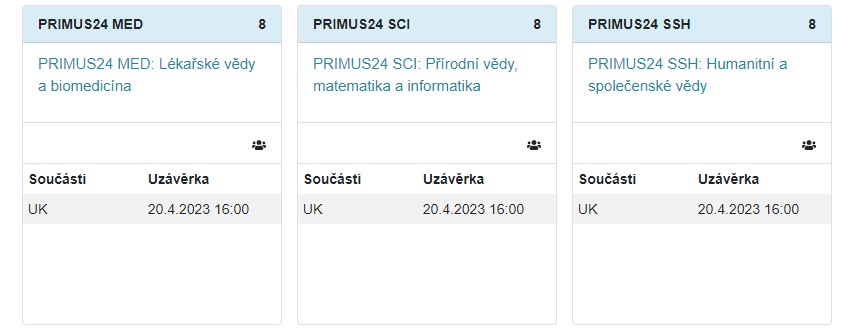 PRIMUS24 MED 8
PRIMUS24 MED: Lékařské vědy
a biomedicína
Součásti Uzávěrka
UK 20.4.2023 16:00
PRIMUS24 SCI 8
PRIMUS24 SCI: Přírodní vědy,
matematika a informatika
Součásti Uzávěrka
UK 20.4.2023 16:00
PRIMUS24 SSH 8
PRIMUS24 SSH: Humanitní a
společenské vědy
Součásti Uzávěrka
UK 20.4.2023 16:00